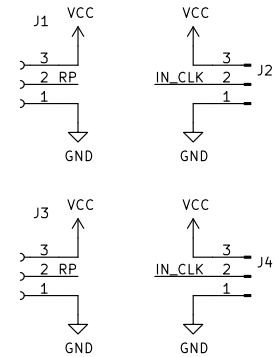 J1 VCC VCC
3 3 J2
2 RP IN_CLK 2
1 1
GND GND
J3 VCC VCC
3 3 J4
2 RP IN_CLK 2
1 1
GND GND